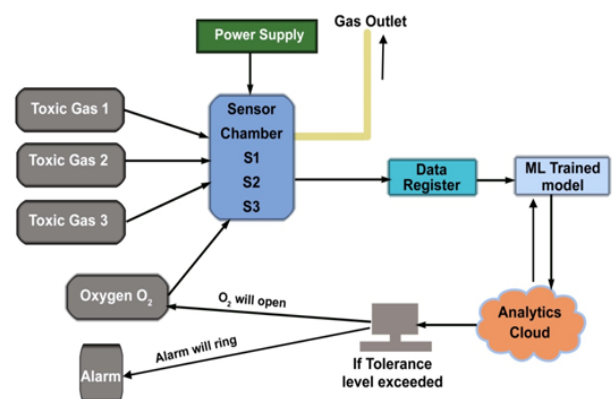 Gas Outlet
Power Supply
Toxic Gas 1
Toxic Gas 2
Toxic Gas 3
Sensor
Chamber
S1
S2
S3
Data
Register
ML Trained
model
Oxygen O₂
O₂ will open
Analytics
Cloud
Alarm will ring
If Tolerance
level exceeded
Alarm